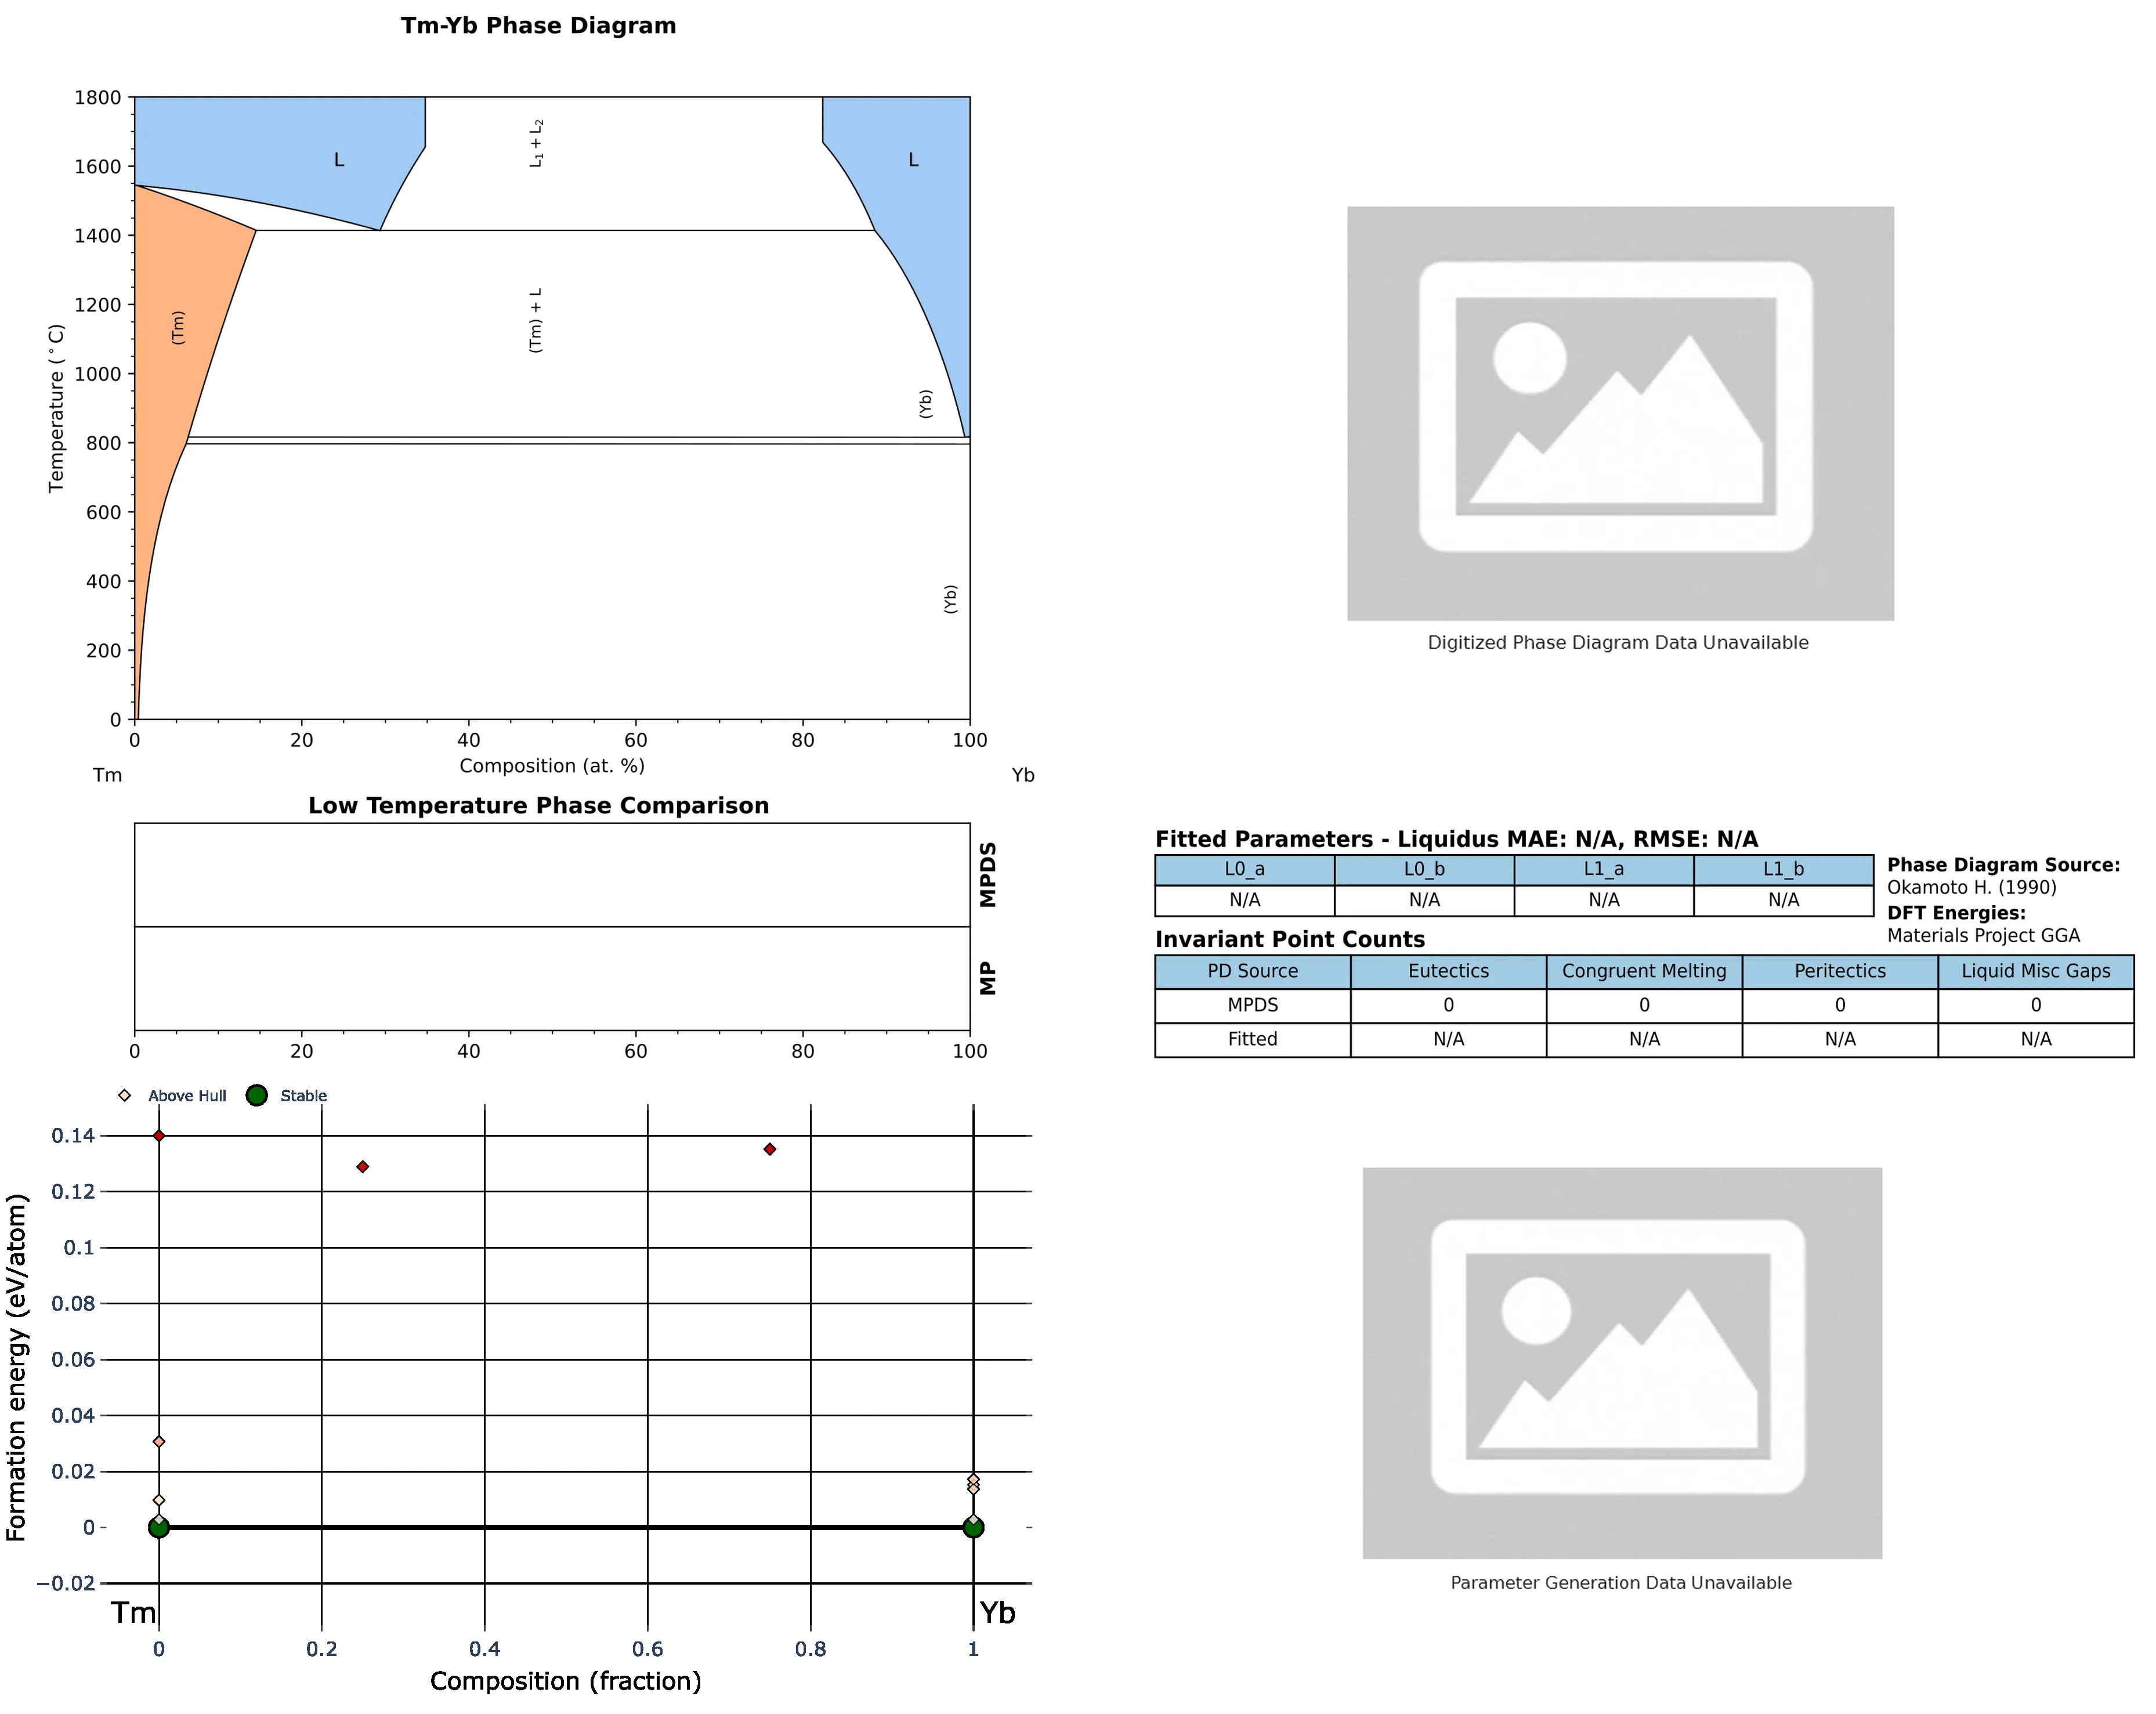 Tm-Yb Phase Diagram
1800
1600
1400
1200
1000
800
600
400
200
0
Temperature (°C)
L
L₁ + L₂
L
(Tm)
(Tm) + L
(Yb)
(Yb)
0 20 40 60 80 100
Composition (at. %)
Tm Yb
Digitized Phase Diagram Data Unavailable
Low Temperature Phase Comparison
MPDS
MP
0 20 40 60 80 100
Fitted Parameters - Liquidus MAE: N/A, RMSE: N/A
L0_a L0_b L1_a L1_b
N/A N/A N/A N/A
Phase Diagram Source:
Okamoto H. (1990)
DFT Energies:
Materials Project GGA
Invariant Point Counts
PD Source Eutectics Congruent Melting Peritectics Liquid Misc Gaps
MPDS 0 0 0 0
Fitted N/A N/A N/A N/A
Above Hull Stable
0.14
0.12
0.1
0.08
0.06
0.04
0.02
0
−0.02
Formation energy (eV/atom)
Tm Yb
0 0.2 0.4 0.6 0.8 1
Composition (fraction)
Parameter Generation Data Unavailable